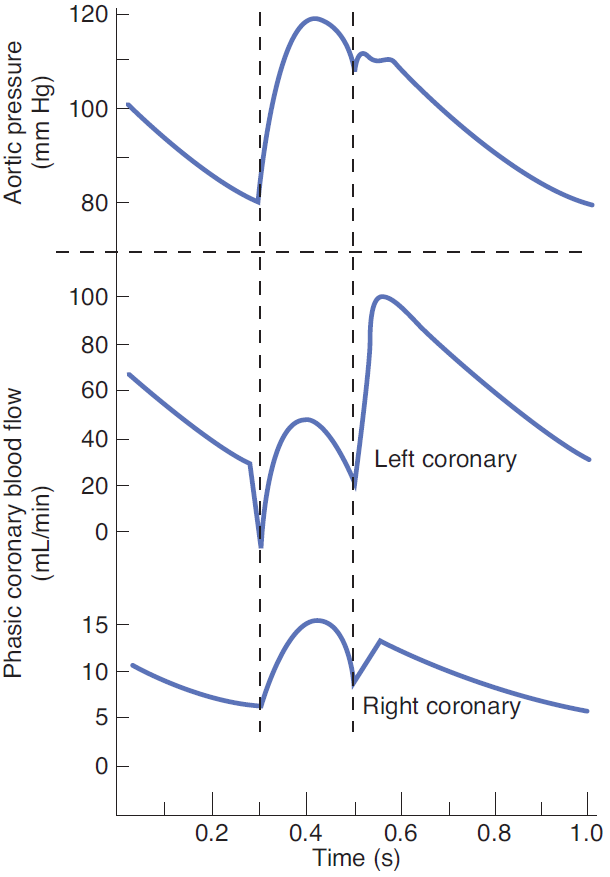 Aortic pressure
(mm Hg)
120
100
80
Phasic coronary blood flow
(mL/min)
100
80
60
40
20
0
Left coronary
15
10
5
0
Right coronary
0.2 0.4 0.6 0.8 1.0
Time (s)